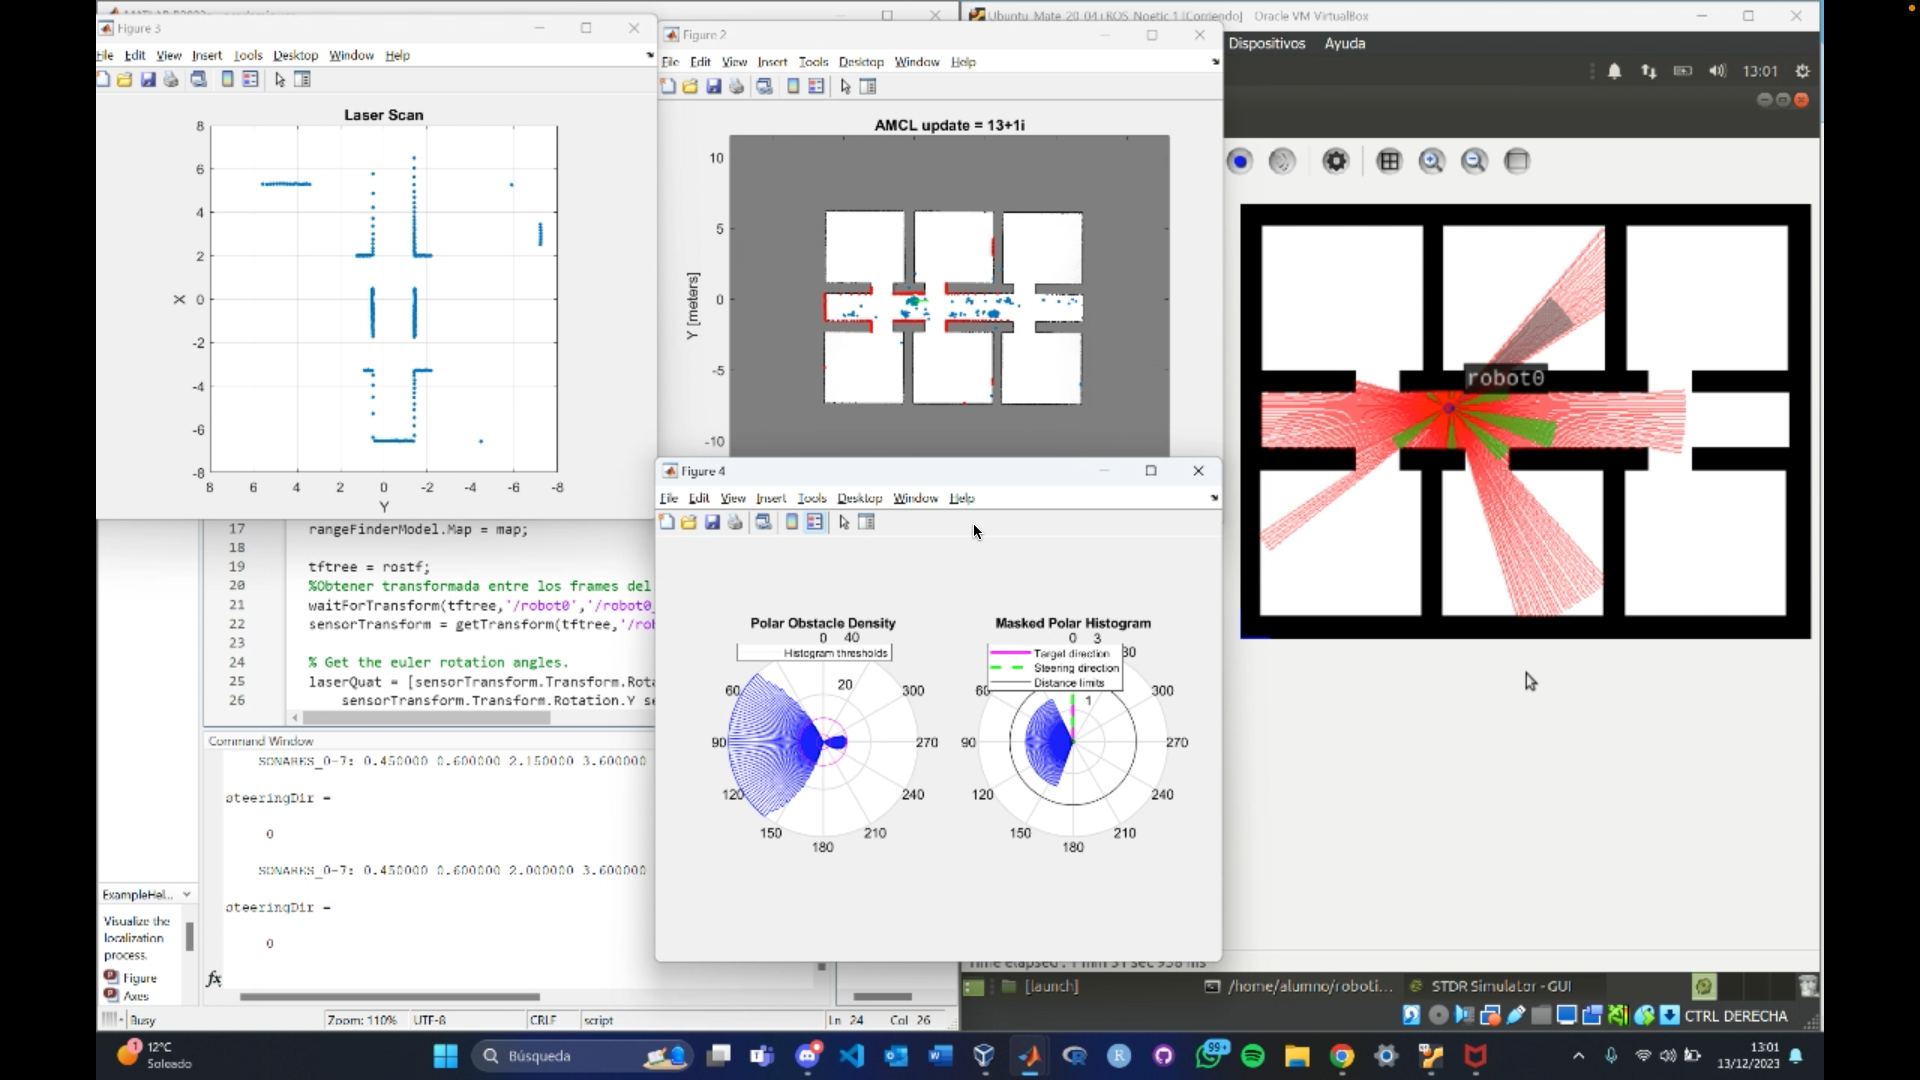 Figure 3
File Edit View Insert Tools Desktop Window Help
Laser Scan
8
6
4
2
0
-2
-4
-6
-8
X
8 6 4 2 0 -2 -4 -6 -8
Y
Figure 2
File Edit View Insert Tools Desktop Window Help
AMCL update = 13+1i
10
5
0
-5
-10
Y [meters]
Ubuntu_Mate_20_04+ROS_Noetic_1 [Corriendo] Oracle VM VirtualBox
Dispositivos Ayuda
13:01
robot0
Figure 4
File Edit View Insert Tools Desktop Window Help
Polar Obstacle Density
0 40
Histogram thresholds
60 20 300
90 270
120 240
150 210
180
Masked Polar Histogram
0 3
30
Target direction
Steering direction
Distance limits
60 1 300
90 270
120 240
150 210
180
17 rangeFinderModel.Map = map;
18
19 tftree = rostf;
20 %Obtener transformada entre los frames del
21 waitForTransform(tftree,'/robot0','/robot0_
22 sensorTransform = getTransform(tftree,'/rob
23
24 % Get the euler rotation angles.
25 laserQuat = [sensorTransform.Transform.Rota
26 sensorTransform.Transform.Rotation.Y se
Command Window
SONARES_0-7: 0.450000 0.600000 2.150000 3.600000
steeringDir =
0
SONARES_0-7: 0.450000 0.600000 2.000000 3.600000
steeringDir =
0
fx
ExampleHel...
Visualize the
localization
process.
Figure
Axes
Busy Zoom: 110% UTF-8 CRLF script Ln 24 Col 26
[launch] /home/alumno/roboti... STDR Simulator - GUI
CTRL DERECHA
1
12°C
Soleado
Búsqueda
99+
13:01
13/12/2023